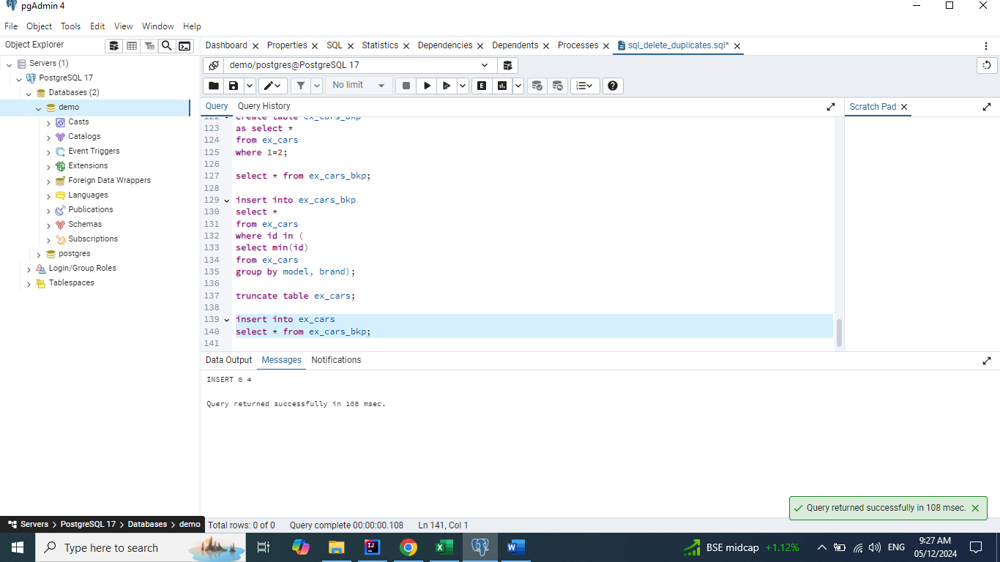 pgAdmin 4
File Object Tools Edit View Window Help
Object Explorer
Servers (1)
PostgreSQL 17
Databases (2)
demo
Casts
Catalogs
Event Triggers
Extensions
Foreign Data Wrappers
Languages
Publications
Schemas
Subscriptions
postgres
Login/Group Roles
Tablespaces
Dashboard Properties SQL Statistics Dependencies Dependents Processes sql_delete_duplicates.sql*
demo/postgres@PostgreSQL 17
No limit
E
Query Query History
Scratch Pad
122 create table ex_cars_bkp
123 as select *
124 from ex_cars
125 where 1=2;
126
127 select * from ex_cars_bkp;
128
129 insert into ex_cars_bkp
130 select *
131 from ex_cars
132 where id in (
133 select min(id)
134 from ex_cars
135 group by model, brand);
136
137 truncate table ex_cars;
138
139 insert into ex_cars
140 select * from ex_cars_bkp;
141
Data Output Messages Notifications
INSERT 0 4
Query returned successfully in 108 msec.
Query returned successfully in 108 msec.
Servers > PostgreSQL 17 > Databases > demo
Total rows: 0 of 0 Query complete 00:00:00.108 Ln 141, Col 1
Type here to search
BSE midcap +1.12%
ENG
9:27 AM
05/12/2024